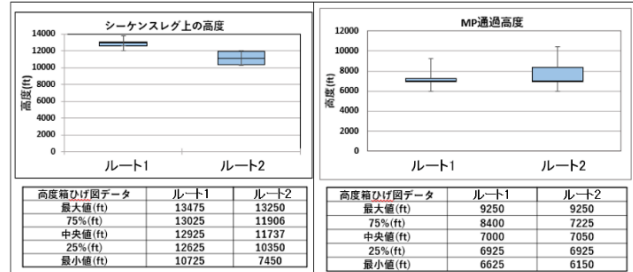 シーケンスレグ上の高度
14000
12000
10000
8000
6000
4000
2000
0
高度(ft)
ルート1 ルート2
高度箱ひげ図データ ルート1 ルート2
最大値(ft) 13475 13250
75%(ft) 13025 11906
中央値(ft) 12925 11737
25%(ft) 12625 10350
最小値(ft) 10725 7450
MP通過高度
12000
10000
8000
6000
4000
2000
0
高度(ft)
ルート1 ルート2
高度箱ひげ図データ ルート1 ルート2
最大値(ft) 9250 9250
75%(ft) 8400 7225
中央値(ft) 7000 7050
25%(ft) 6925 6925
最小値(ft) 6625 6150